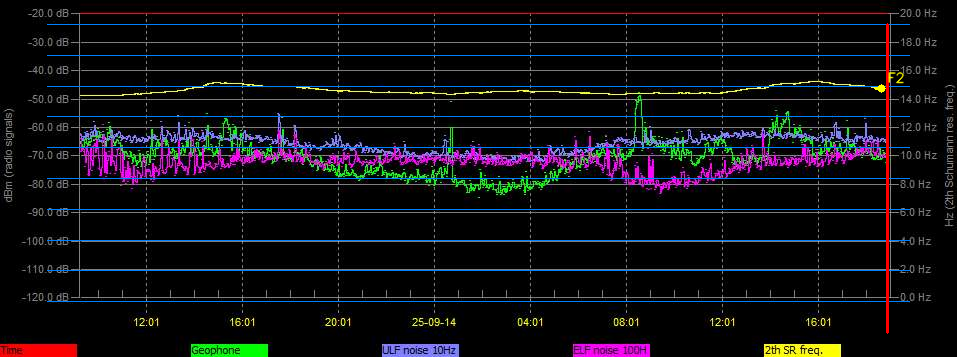 -20.0 dB
20.0 Hz
-30.0 dB
18.0 Hz
-40.0 dB
16.0 Hz
F2
-50.0 dB
14.0 Hz
-60.0 dB
12.0 Hz
-70.0 dB
10.0 Hz
-80.0 dB
8.0 Hz
-90.0 dB
6.0 Hz
-100.0 dB
4.0 Hz
-110.0 dB
2.0 Hz
-120.0 dB
0.0 Hz
dBm (radio signals)
Hz (2th Schumann res. freq.)
12:01 16:01 20:01 25-09-14 04:01 08:01 12:01 16:01
Time Geophone ULF noise 10Hz ELF noise 100H 2th SR freq.